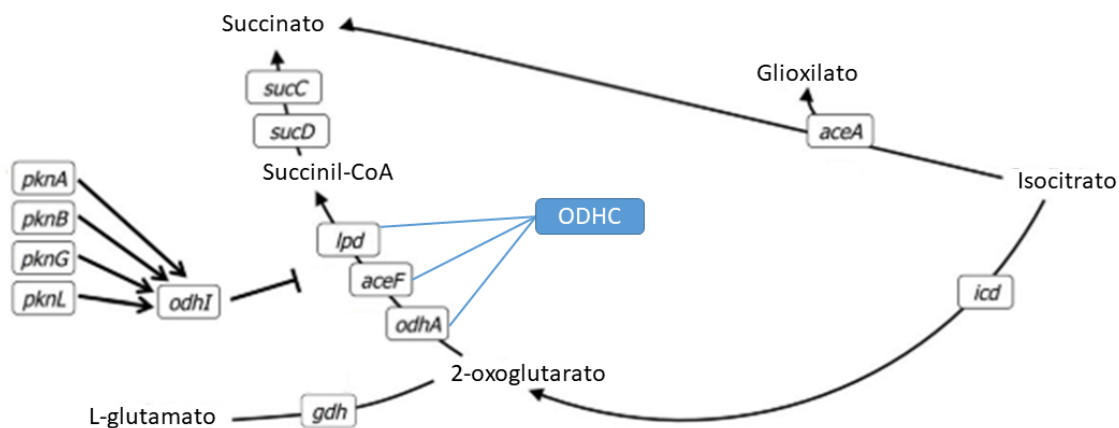 Succinato
Glioxilato
sucC
aceA
sucD
Succinil-CoA
pknA
Isocitrato
ODHC
pknB
lpd
pknG
aceF
pknL
odhI
icd
odhA
2-oxoglutarato
L-glutamato
gdh